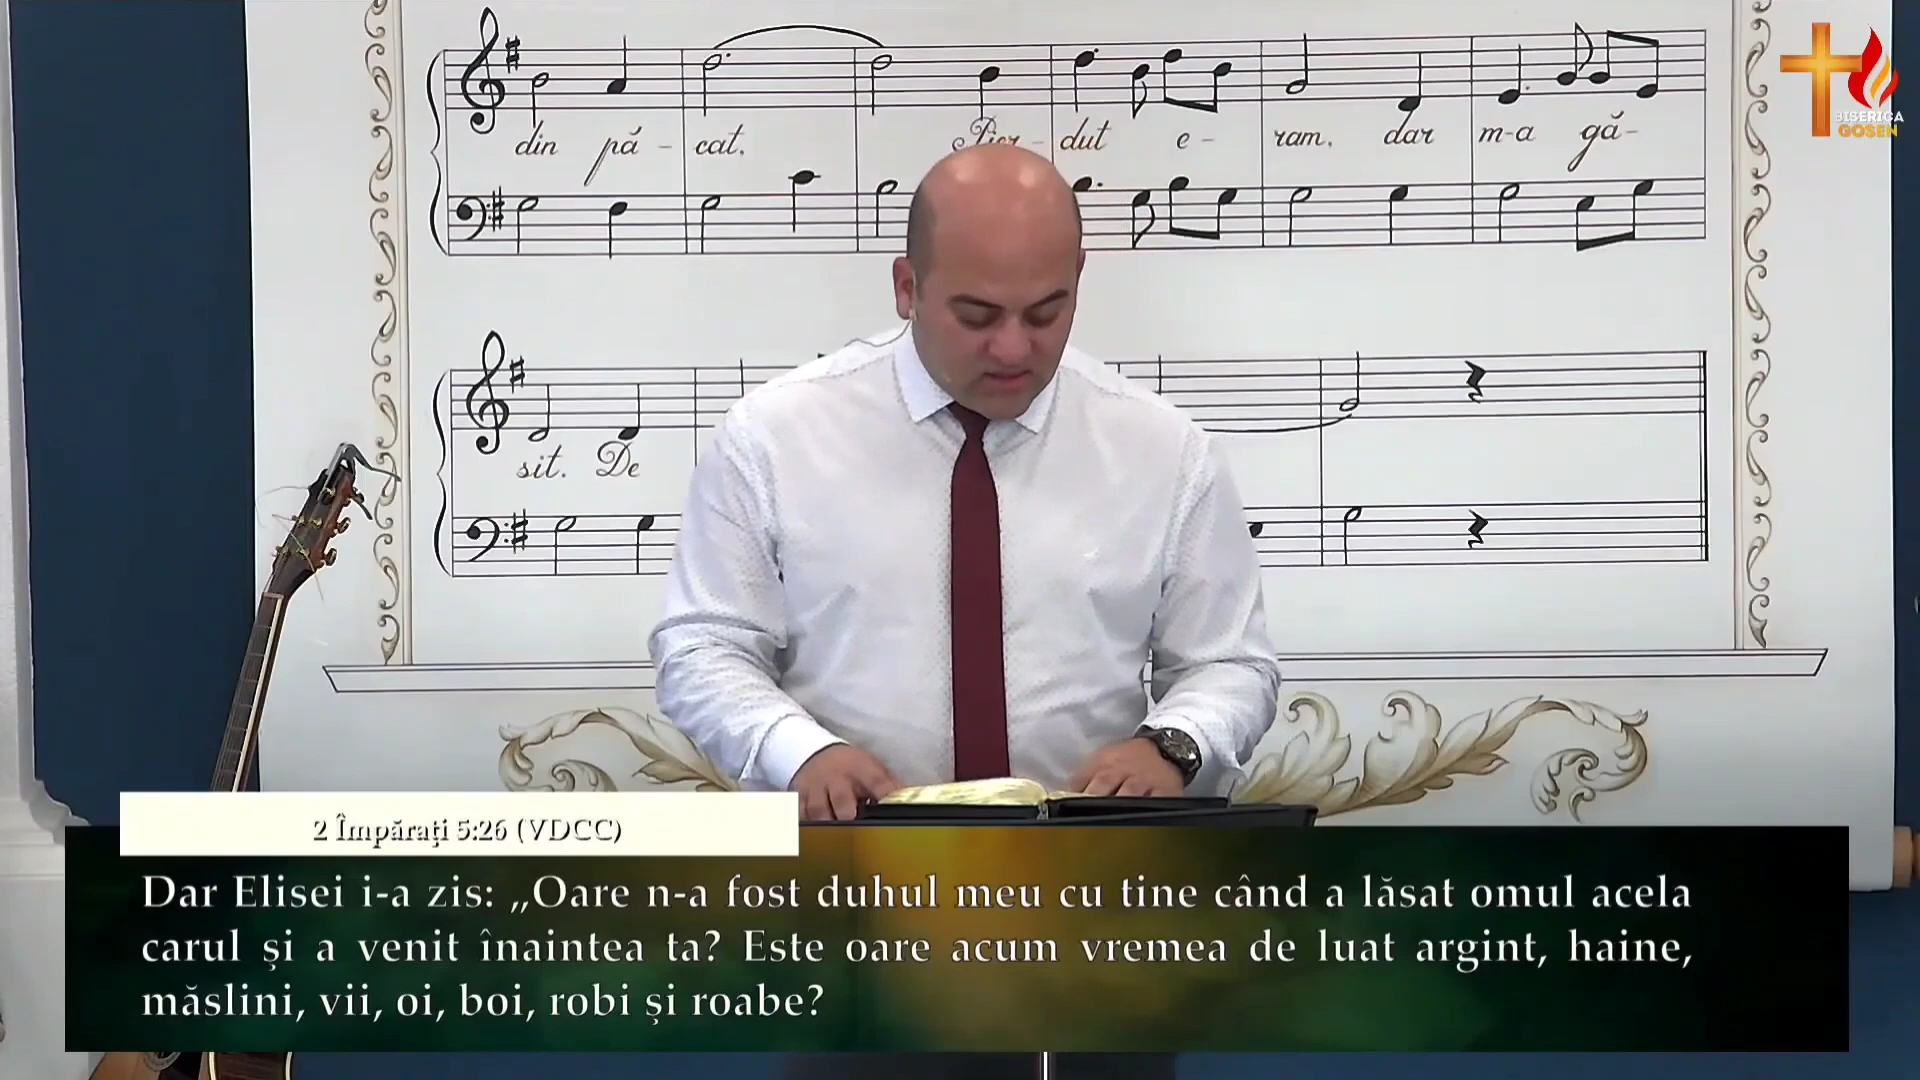 BISERICA
GOSEN
din pă - cat. Pier - dut e - ram, dar m-a gă-
sit. De
2 Împărați 5:26 (VDCC)
Dar Elisei i-a zis: „Oare n-a fost duhul meu cu tine când a lăsat omul acela
carul și a venit înaintea ta? Este oare acum vremea de luat argint, haine,
măslini, vii, oi, boi, robi și roabe?